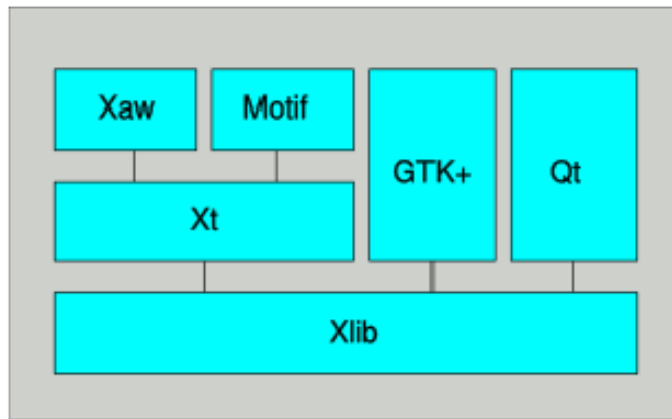 Xaw
Motif
GTK+
Qt
Xt
Xlib